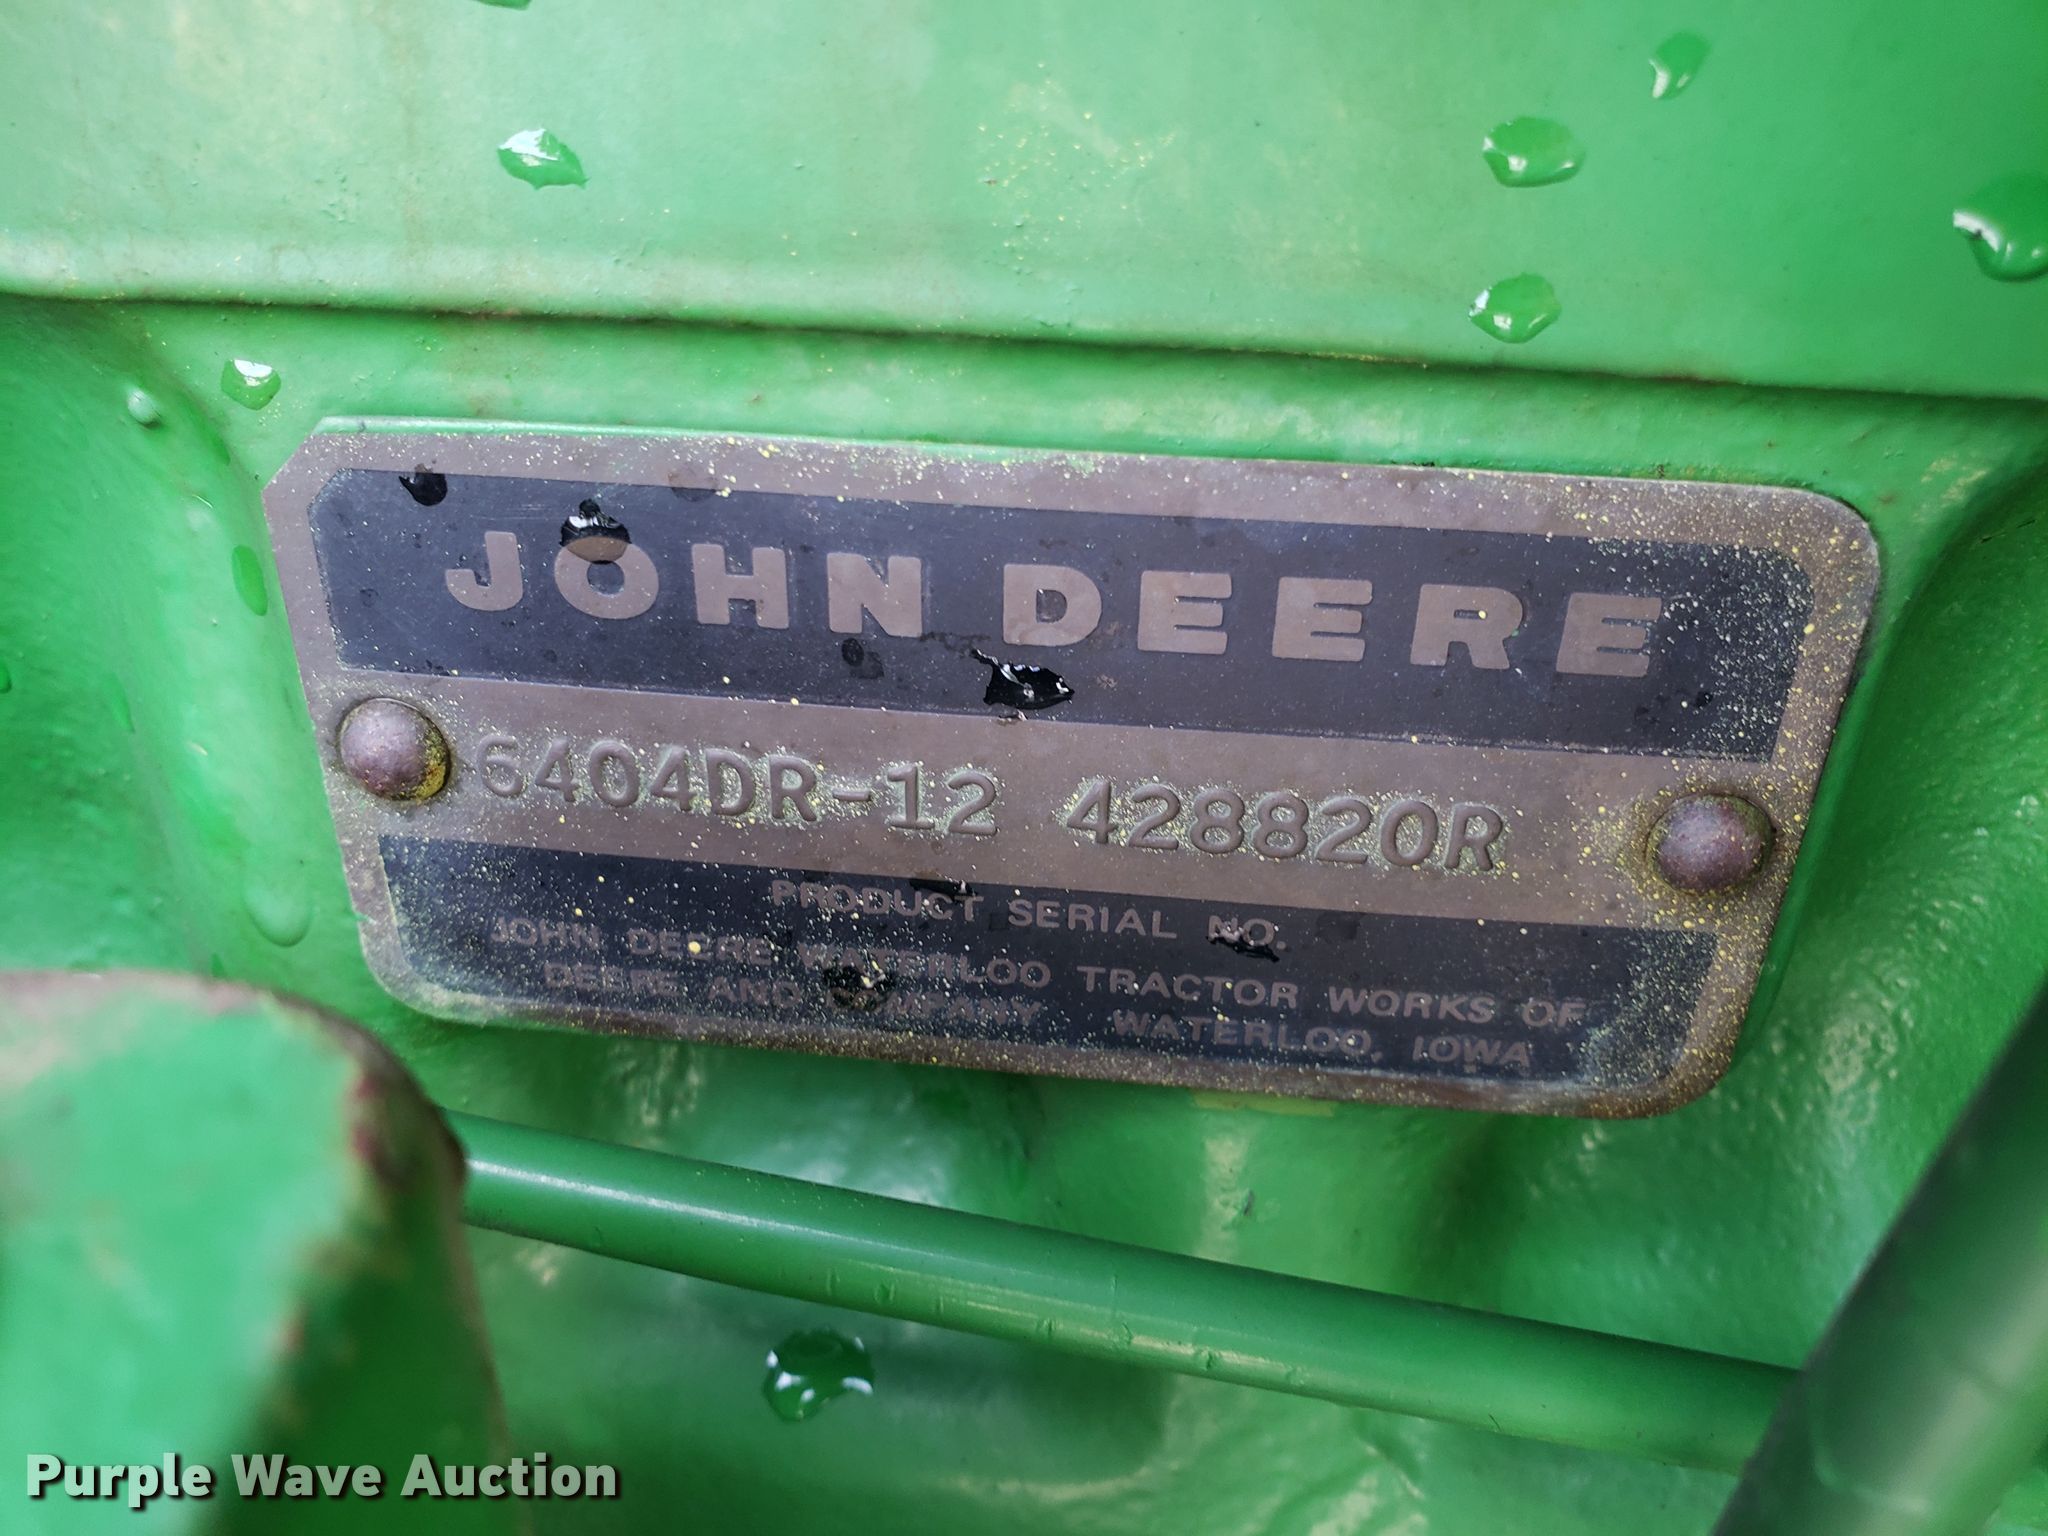 JOHN DEERE
6404DR-12 428820R
PRODUCT SERIAL NO.
JOHN DEERE WATERLOO TRACTOR WORKS OF
DEERE AND COMPANY WATERLOO, IOWA
Purple Wave Auction